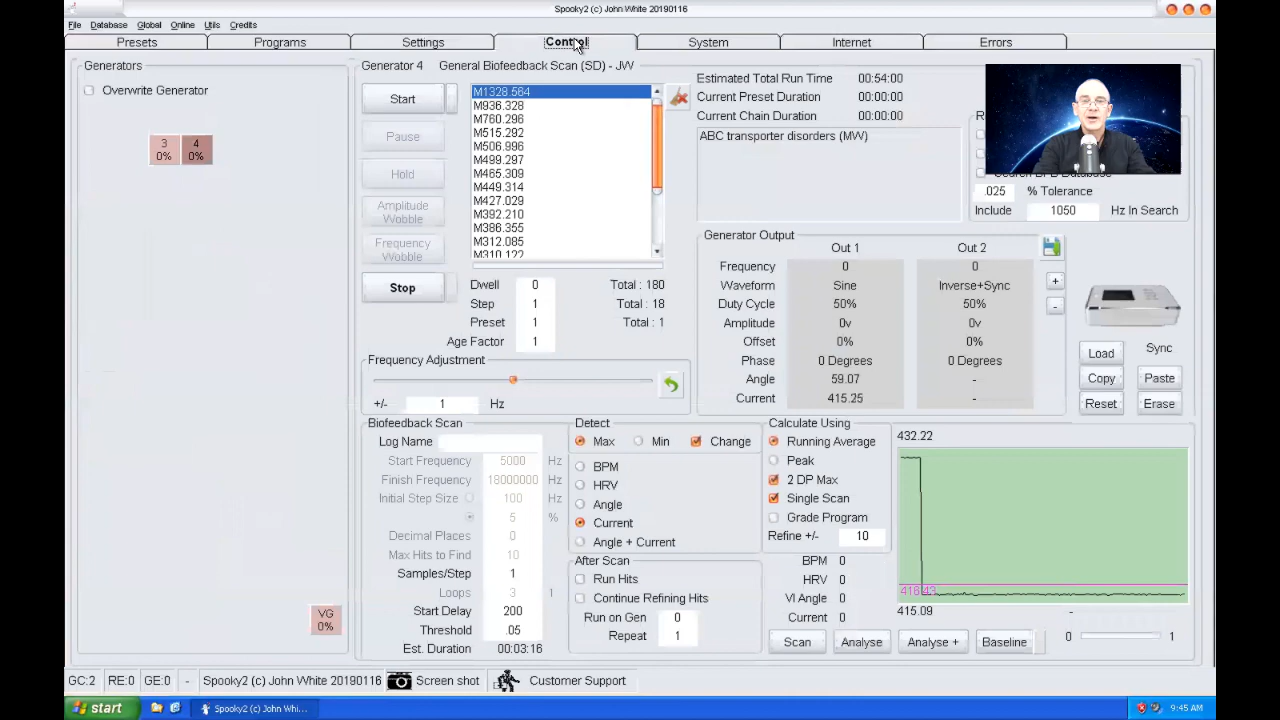 Spooky2 (c) John White 20190116
File Database Global Online Utils Credits
Presets Programs Settings Control System Internet Errors
Generators
Overwrite Generator
3 4
0% 0%
VG
0%
Generator 4 General Biofeedback Scan (SD) - JW
Start
Pause
Hold
Amplitude
Wobble
Frequency
Wobble
Stop
M1328.564
M936.328
M760.296
M515.292
M506.996
M499.297
M465.309
M449.314
M427.029
M392.210
M386.355
M312.085
M310.122
Dwell 0 Total : 180
Step 1 Total : 18
Preset 1 Total : 1
Age Factor 1
Frequency Adjustment
+/- 1 Hz
Estimated Total Run Time 00:54:00
Current Preset Duration 00:00:00
Current Chain Duration 00:00:00
ABC transporter disorders (MW)
.025 % Tolerance
Include 1050 Hz In Search
Generator Output
Out 1 Out 2
Frequency 0 0
Waveform Sine Inverse+Sync
Duty Cycle 50% 50%
Amplitude 0v 0v
Offset 0% 0%
Phase 0 Degrees 0 Degrees
Angle 59.07 -
Current 415.25 -
+
-
Load Sync
Copy Paste
Reset Erase
Biofeedback Scan
Log Name
Start Frequency 5000 Hz
Finish Frequency 18000000 Hz
Initial Step Size 100 Hz
5 %
Decimal Places 0
Max Hits to Find 10
Samples/Step 1
Loops 3 1
Start Delay 200
Threshold .05
Est. Duration 00:03:16
Detect
Max Min Change
BPM
HRV
Angle
Current
Angle + Current
After Scan
Run Hits
Continue Refining Hits
Run on Gen 0
Repeat 1
Calculate Using
Running Average
Peak
2 DP Max
Single Scan
Grade Program
Refine +/- 10
BPM 0
HRV 0
VI Angle 0
Current 0
432.22
415.09 -
Scan Analyse Analyse + Baseline 0 1
GC:2 RE:0 GE:0 - Spooky2 (c) John White 20190116 Screen shot Customer Support
start Spooky2 (c) John Whi... 9:45 AM